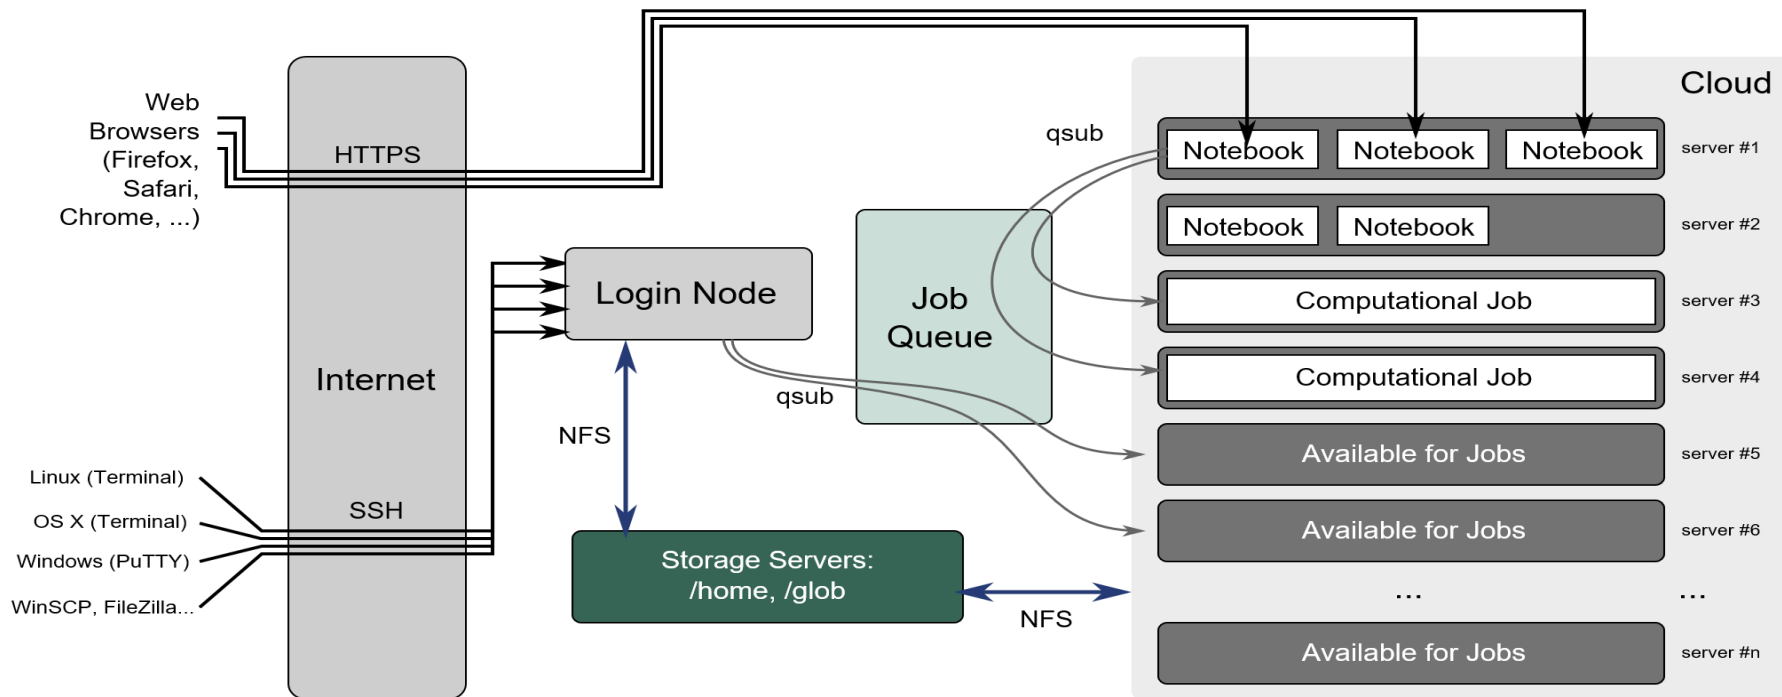 Web
Browsers
(Firefox,
Safari,
Chrome, ...)
HTTPS
Internet
SSH
Linux (Terminal)
OS X (Terminal)
Windows (PuTTY)
WinSCP, FileZilla...
Login Node
NFS
qsub
Storage Servers:
/home, /glob
NFS
Job
Queue
qsub
Cloud
Notebook Notebook Notebook server #1
Notebook Notebook server #2
Computational Job server #3
Computational Job server #4
Available for Jobs server #5
Available for Jobs server #6
... ...
Available for Jobs server #n